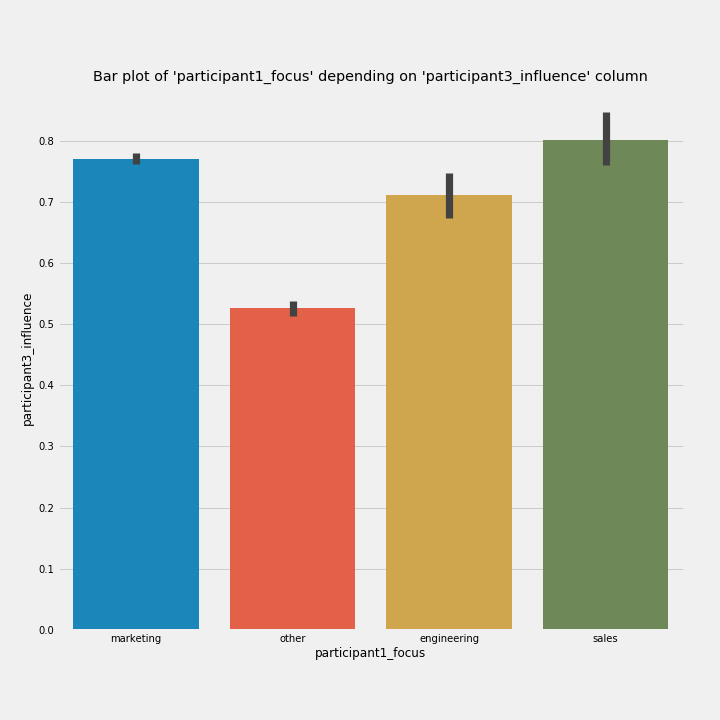 Bar plot of 'participant1_focus' depending on 'participant3_influence' column
0.8
0.7
0.6
0.5
0.4
0.3
0.2
0.1
0.0
participant3_influence
marketing
other
engineering
sales
participant1_focus